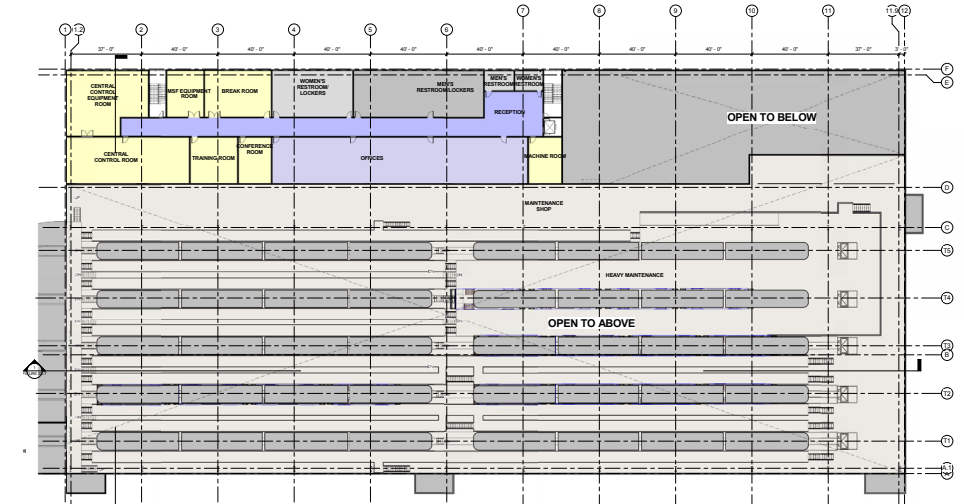 1
1.2
2
3
4
5
6
7
8
9
10
11
11.9
12
37' - 0"
40' - 0"
40' - 0"
40' - 0"
40' - 0"
40' - 0"
40' - 0"
40' - 0"
40' - 0"
40' - 0"
37' - 0"
3' - 0"
F
E
CENTRAL
CONTROL
EQUIPMENT
ROOM
MSF EQUIPMENT
ROOM
BREAK ROOM
WOMEN'S
RESTROOM/
LOCKERS
MEN'S
RESTROOM/LOCKERS
MEN'S
RESTROOM
WOMEN'S
RESTROOM
RECEPTION
OPEN TO BELOW
CENTRAL
CONTROL ROOM
TRAINING ROOM
CONFERENCE
ROOM
OFFICES
MACHINE ROOM
D
MAINTENANCE
SHOP
C
T5
HEAVY MAINTENANCE
T4
OPEN TO ABOVE
T3
B
T2
T1
A.1
A